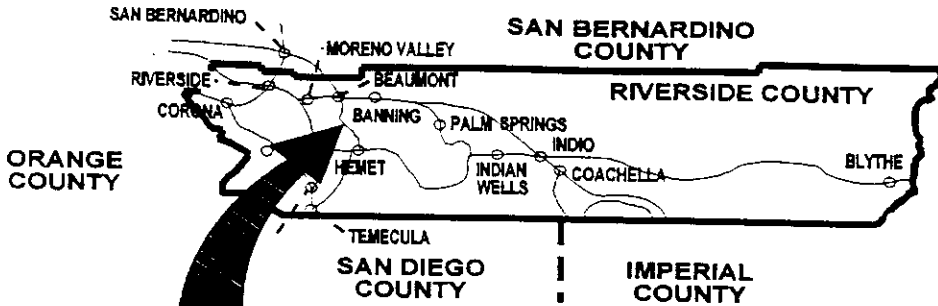 SAN BERNARDINO
SAN BERNARDINO
COUNTY
MORENO VALLEY
RIVERSIDE
BEAUMONT
RIVERSIDE COUNTY
CORONA
BANNING
PALM SPRINGS
ORANGE
COUNTY
HEMET
INDIO
INDIAN
WELLS
COACHELLA
BLYTHE
TEMECULA
SAN DIEGO
COUNTY
IMPERIAL
COUNTY